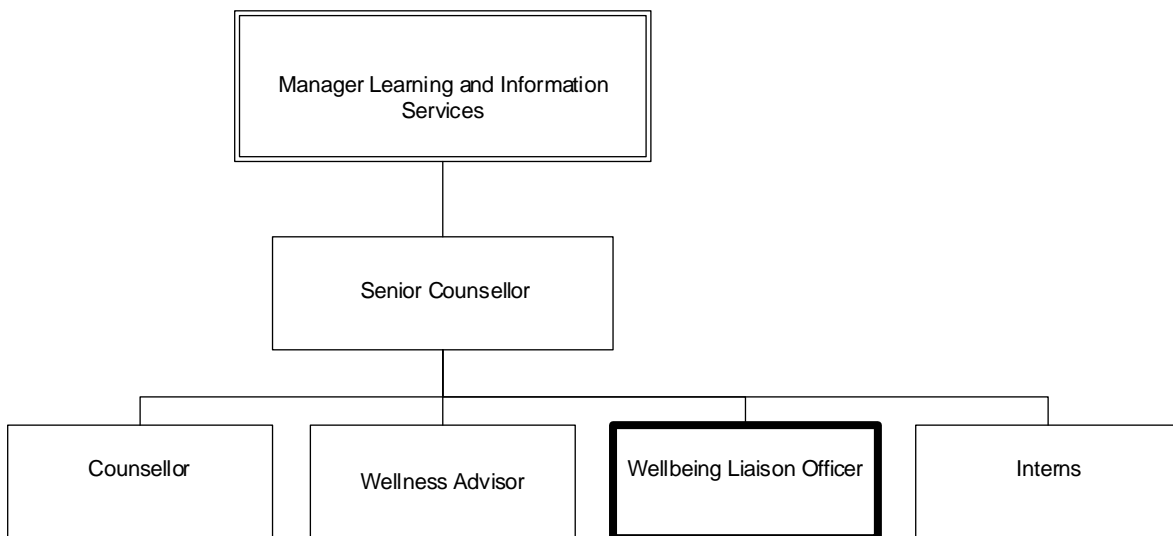 Manager Learning and Information
Services
Senior Counsellor
Counsellor
Wellness Advisor
Wellbeing Liaison Officer
Interns